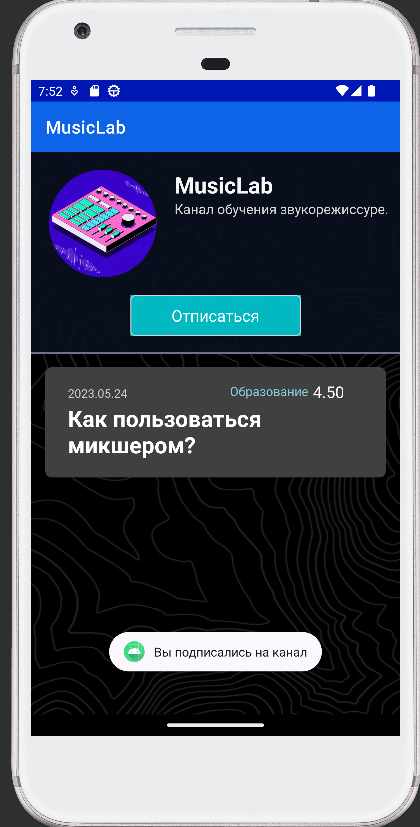 7:52
MusicLab
MusicLab
Канал обучения звукорежиссуре.
Отписаться
2023.05.24 Образование 4.50
Как пользоваться
микшером?
Вы подписались на канал